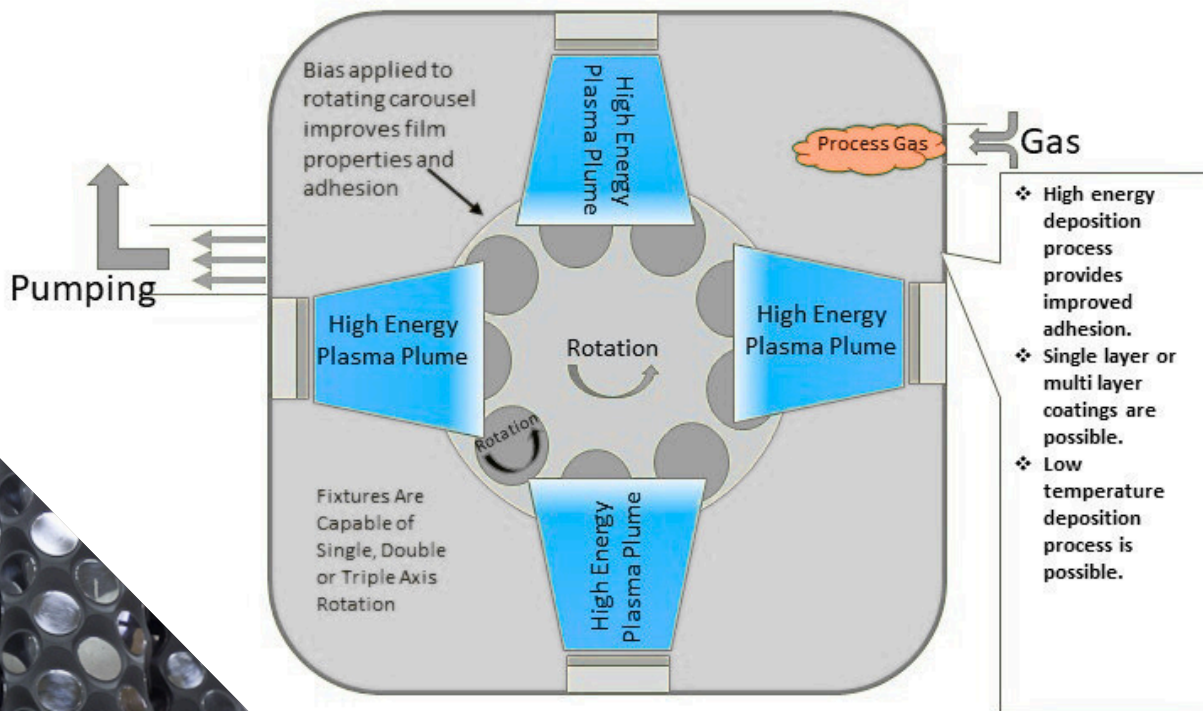 Bias applied to
rotating carousel
improves film
properties and
adhesion
High Energy
Plasma Plume
Process Gas
Gas
Pumping
High Energy
Plasma Plume
Rotation
High Energy
Plasma Plume
Rotation
Fixtures Are
Capable of
Single, Double
or Triple Axis
Rotation
High Energy
Plasma Plume
❖ High energy
deposition
process
provides
improved
adhesion.
❖ Single layer or
multi layer
coatings are
possible.
❖ Low
temperature
deposition
process is
possible.